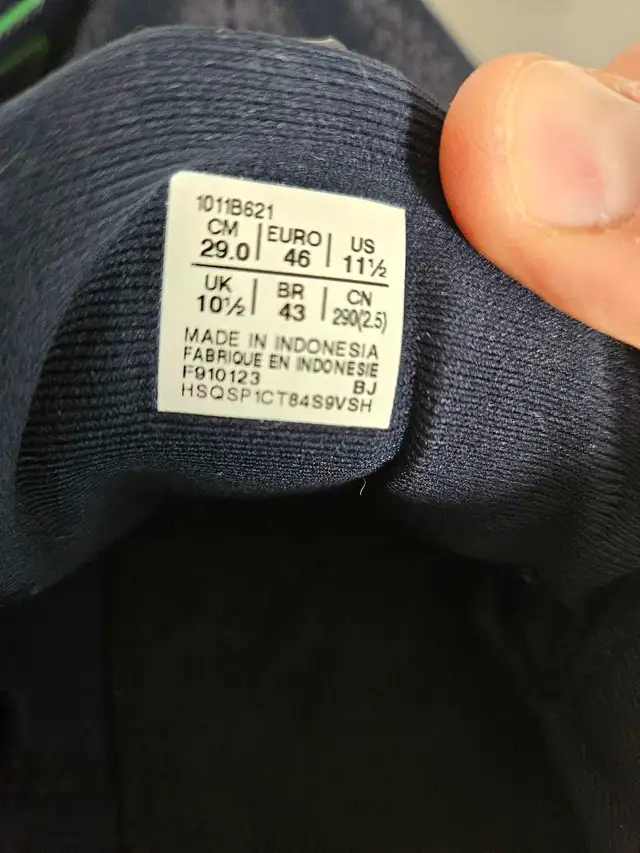 1011B621
CM | EURO | US
29.0 | 46 | 11½
UK | BR | CN
10½ | 43 | 290(2.5)
MADE IN INDONESIA
FABRIQUE EN INDONESIE
F910123 BJ
HSQSP1CT84S9VSH